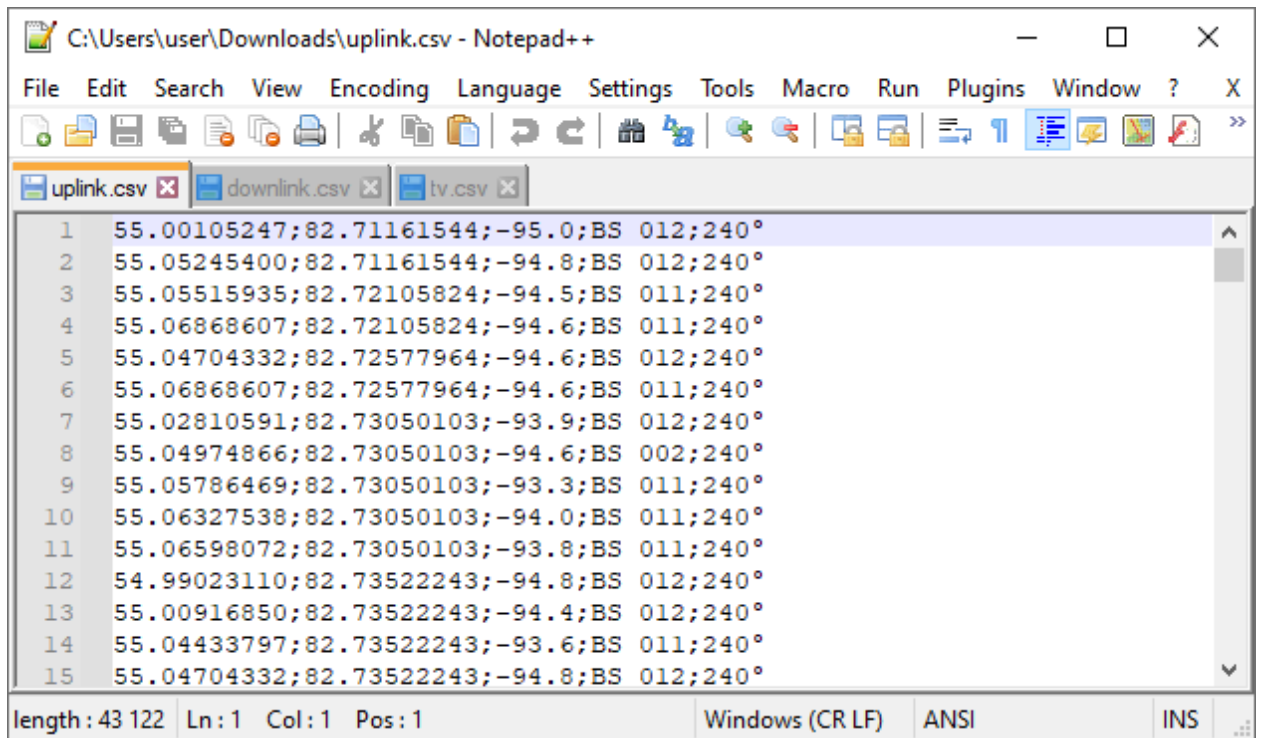 C:\Users\user\Downloads\uplink.csv - Notepad++
File Edit Search View Encoding Language Settings Tools Macro Run Plugins Window ? X
uplink.csv downlink.csv tv.csv
1 55.00105247;82.71161544;-95.0;BS 012;240°
2 55.05245400;82.71161544;-94.8;BS 012;240°
3 55.05515935;82.72105824;-94.5;BS 011;240°
4 55.06868607;82.72105824;-94.6;BS 011;240°
5 55.04704332;82.72577964;-94.6;BS 012;240°
6 55.06868607;82.72577964;-94.6;BS 011;240°
7 55.02810591;82.73050103;-93.9;BS 012;240°
8 55.04974866;82.73050103;-94.6;BS 002;240°
9 55.05786469;82.73050103;-93.3;BS 011;240°
10 55.06327538;82.73050103;-94.0;BS 011;240°
11 55.06598072;82.73050103;-93.8;BS 011;240°
12 54.99023110;82.73522243;-94.8;BS 012;240°
13 55.00916850;82.73522243;-94.4;BS 012;240°
14 55.04433797;82.73522243;-93.6;BS 011;240°
15 55.04704332;82.73522243;-94.8;BS 012;240°
length : 43 122 Ln : 1 Col : 1 Pos : 1 Windows (CR LF) ANSI INS